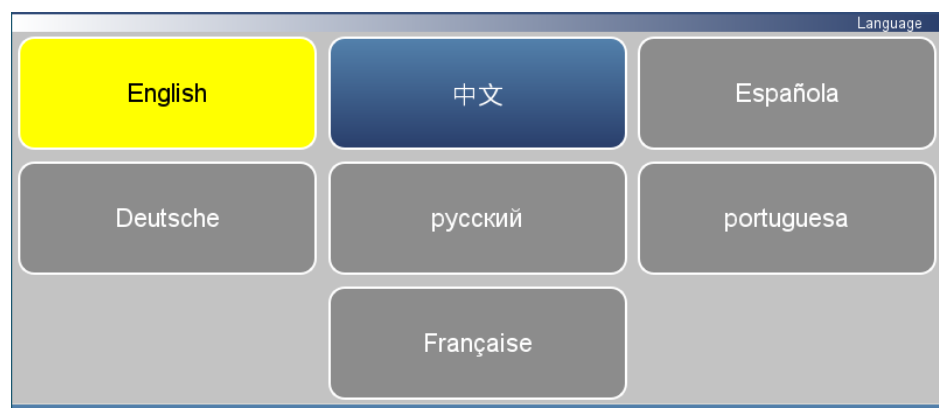 Language
English
中文
Española
Deutsche
русский
portuguesa
Française